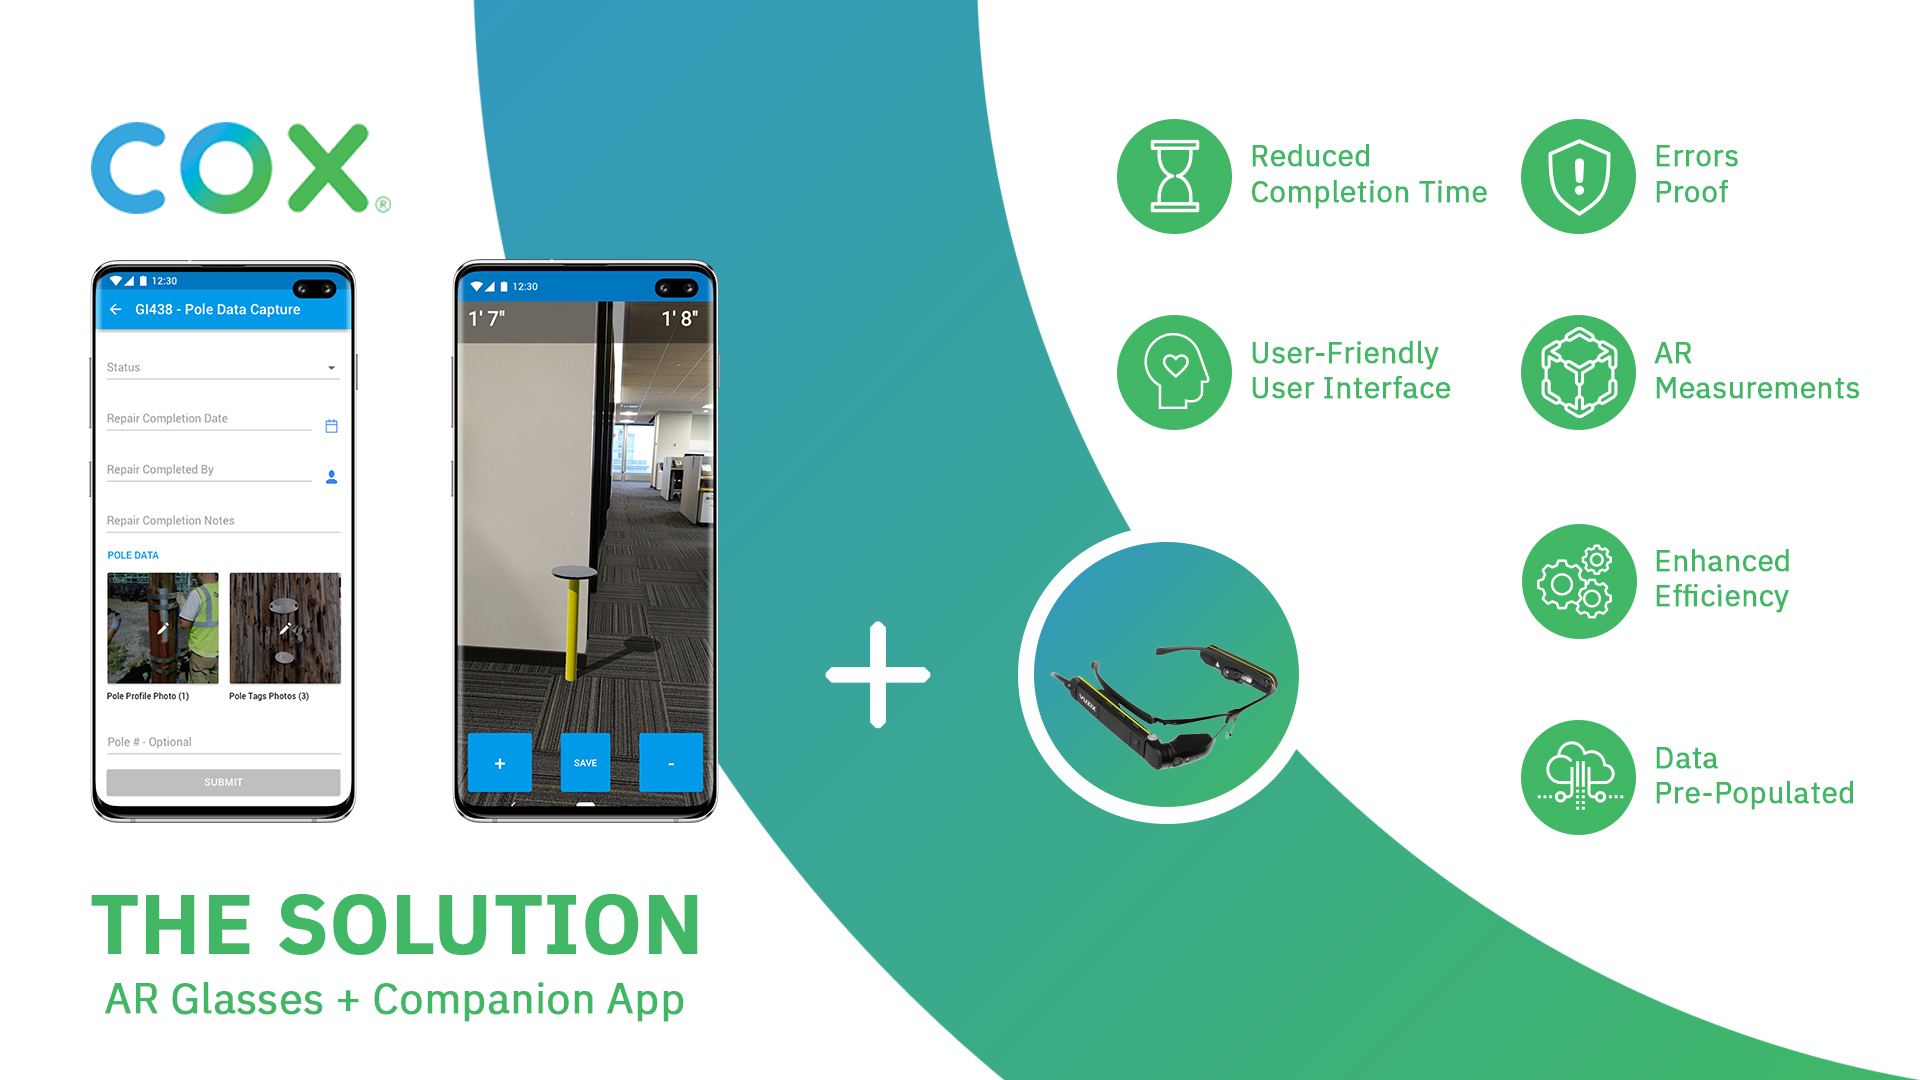 COX®
12:30
GI438 - Pole Data Capture
Status
Repair Completion Date
Repair Completed By
Repair Completion Notes
POLE DATA
Pole Profile Photo (1)
Pole Tags Photos (3)
Pole # - Optional
SUBMIT
12:30
1' 7"
1' 8"
+
SAVE
-
+
VUZIX
THE SOLUTION
AR Glasses + Companion App
Reduced
Completion Time
Errors
Proof
User-Friendly
User Interface
AR
Measurements
Enhanced
Efficiency
Data
Pre-Populated